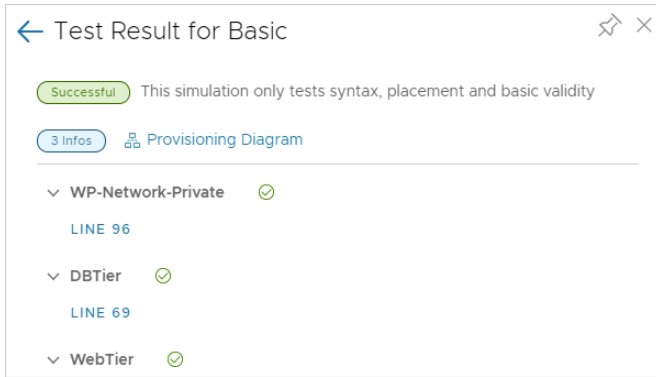 Test Result for Basic
Successful This simulation only tests syntax, placement and basic validity
3 Infos Provisioning Diagram
WP-Network-Private
LINE 96
DBTier
LINE 69
WebTier